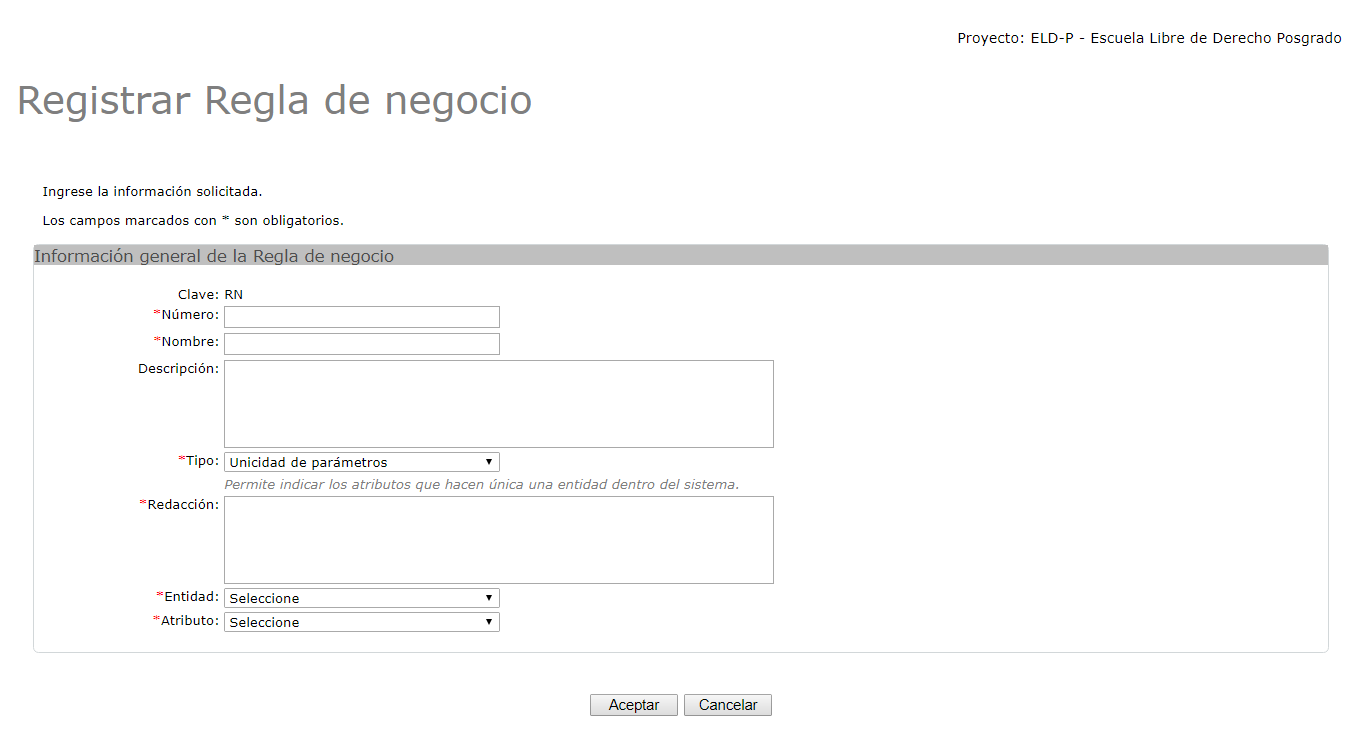 Proyecto: ELD-P - Escuela Libre de Derecho Posgrado
Registrar Regla de negocio
Ingrese la información solicitada.
Los campos marcados con * son obligatorios.
Información general de la Regla de negocio
Clave: RN
*Número:
*Nombre:
Descripción:
*Tipo: Unicidad de parámetros
Permite indicar los atributos que hacen única una entidad dentro del sistema.
*Redacción:
*Entidad: Seleccione
*Atributo: Seleccione
Aceptar Cancelar